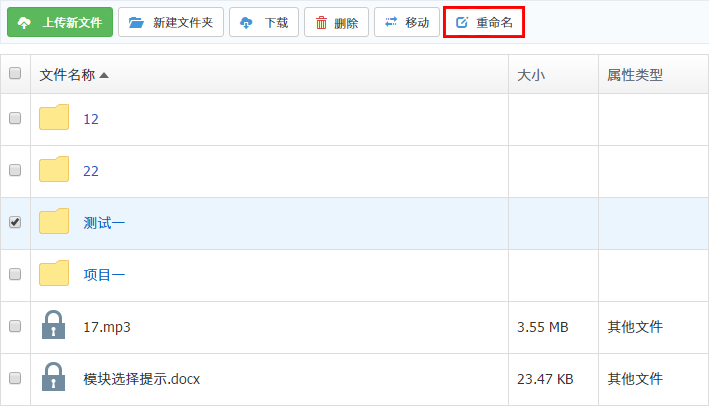 上传新文件 新建文件夹 下载 删除 移动 重命名
文件名称 大小 属性类型
12
22
测试一
项目一
17.mp3 3.55 MB 其他文件
模块选择提示.docx 23.47 KB 其他文件